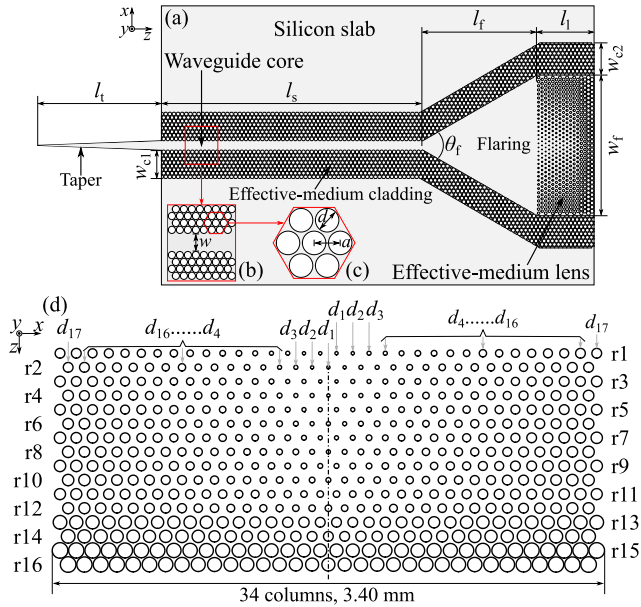 x
y
z
(a)
Silicon slab
Waveguide core
l_f
l_l
l_t
l_s
w_c2
w_f
θ_f
Flaring
Taper
w_c1
Effective-medium cladding
w
d
a
(b)
(c)
Effective-medium lens
(d)
y
x
z
d_17
d_16......d_4
d_3 d_2 d_1
d_1 d_2 d_3
d_4......d_16
d_17
r1
r2
r3
r4
r5
r6
r7
r8
r9
r10
r11
r12
r13
r14
r15
r16
34 columns, 3.40 mm